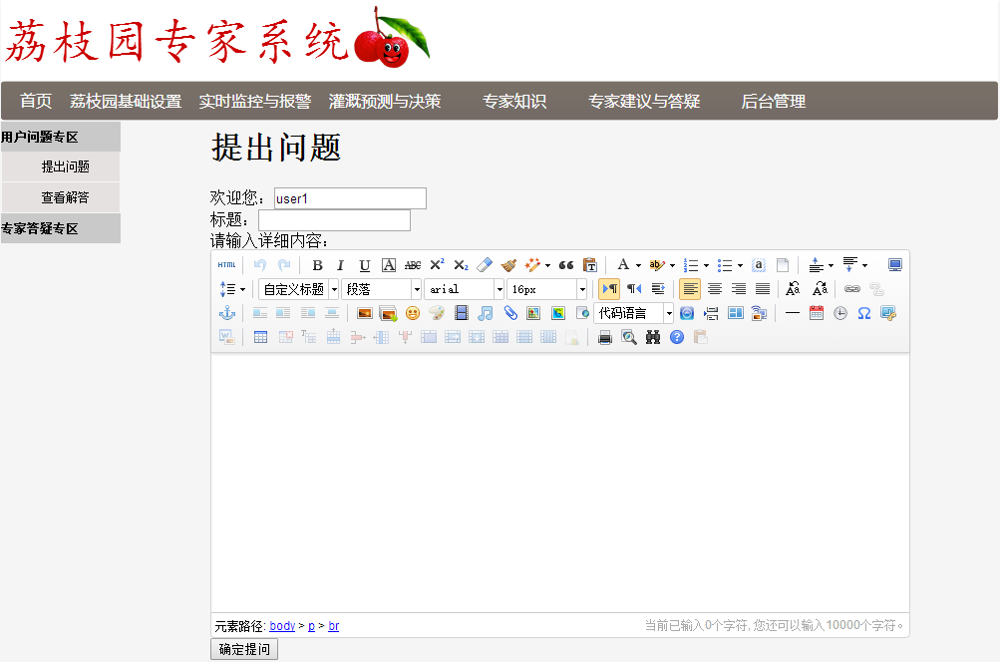 荔枝园专家系统
首页 荔枝园基础设置 实时监控与报警 灌溉预测与决策 专家知识 专家建议与答疑 后台管理
用户问题专区
提出问题
查看解答
专家答疑专区
提出问题
欢迎您： user1
标题：
请输入详细内容：
HTML B I U A ABC X² X₂ A ab a
自定义标题 段落 arial 16px
代码语言
元素路径: body > p > br
当前已输入0个字符, 您还可以输入10000个字符。
确定提问